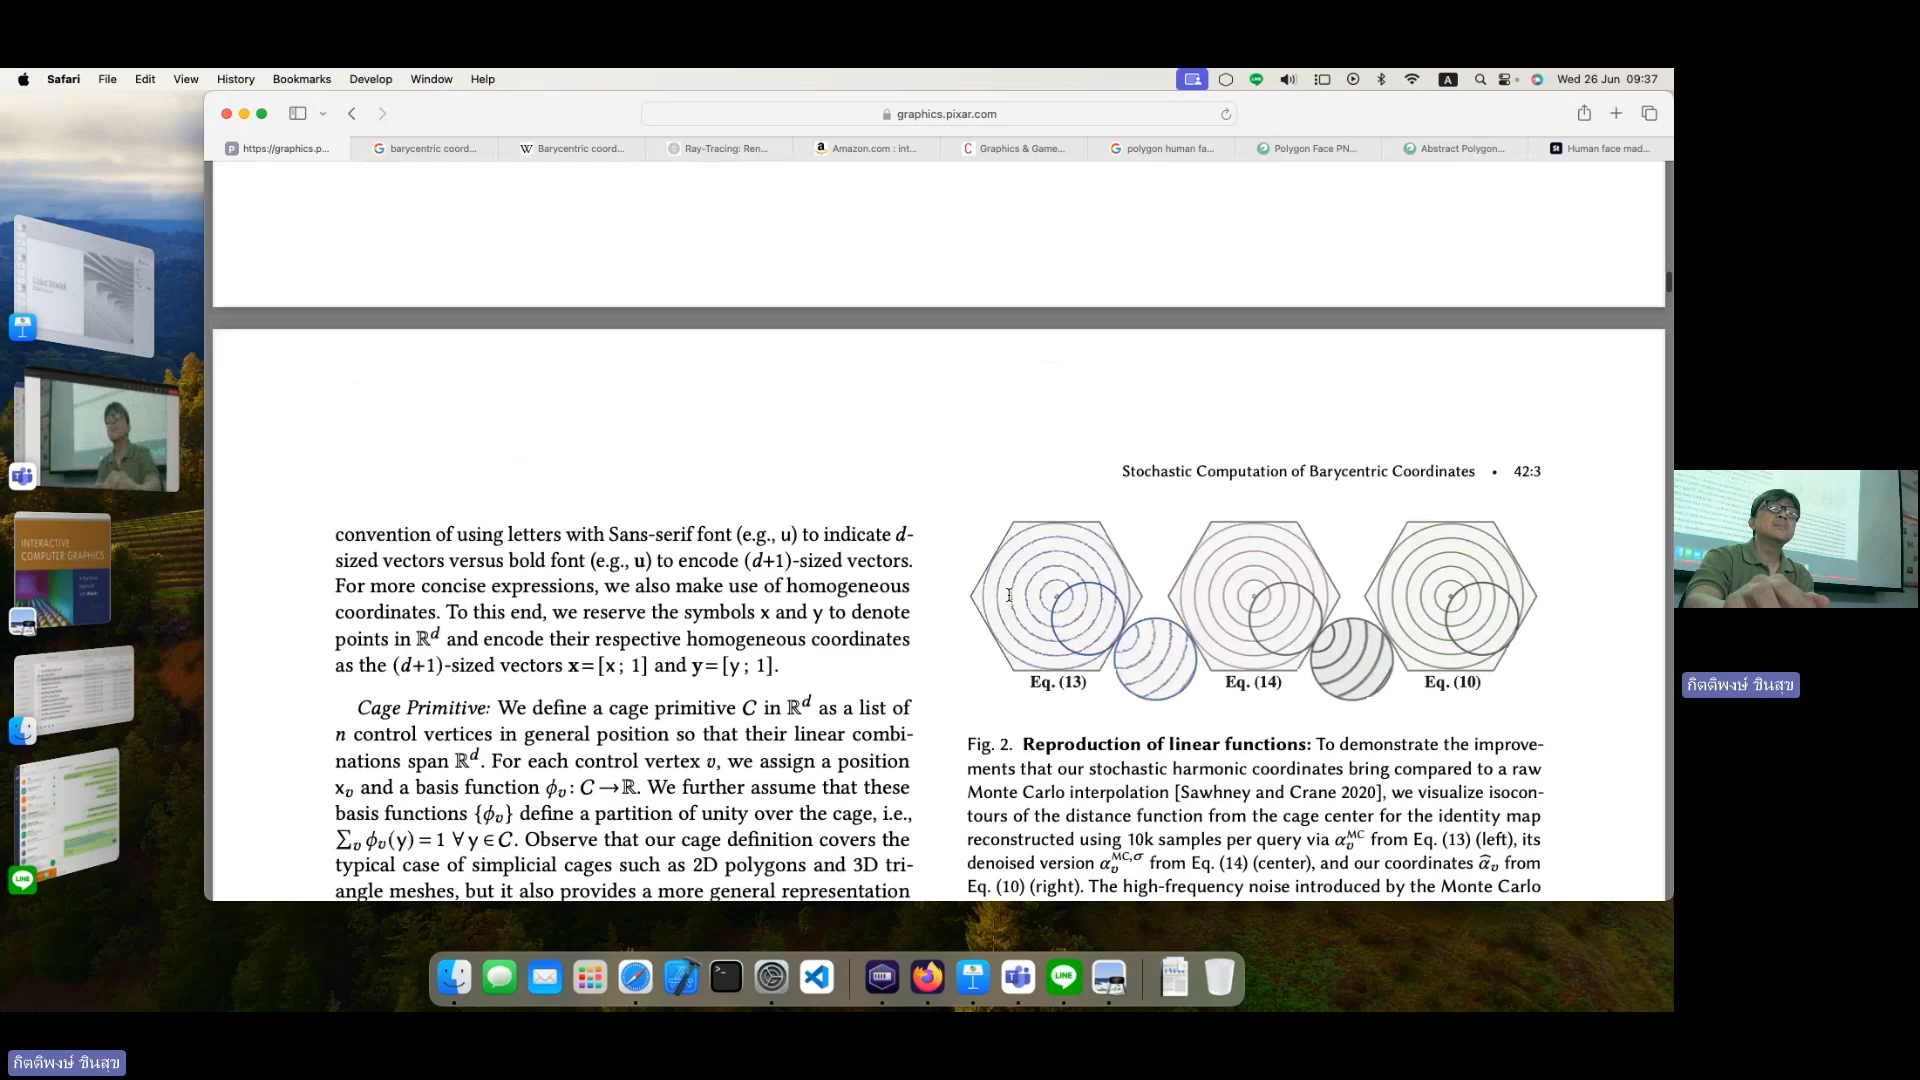 Safari File Edit View History Bookmarks Develop Window Help
A
Wed 26 Jun 09:37
graphics.pixar.com
https://graphics.p...
barycentric coord...
Barycentric coord...
Ray-Tracing: Ren...
Amazon.com : int...
Graphics & Game...
polygon human fa...
Polygon Face PN...
Abstract Polygon...
Human face mad...
Color Model
INTERACTIVE
COMPUTER GRAPHICS
LINE
Stochastic Computation of Barycentric Coordinates • 42:3
convention of using letters with Sans-serif font (e.g., u) to indicate d-
sized vectors versus bold font (e.g., **u**) to encode (d+1)-sized vectors.
For more concise expressions, we also make use of homogeneous
coordinates. To this end, we reserve the symbols x and y to denote
points in ℝᵈ and encode their respective homogeneous coordinates
as the (d+1)-sized vectors **x**=[x; 1] and **y**=[y; 1].
Cage Primitive: We define a cage primitive C in ℝᵈ as a list of
n control vertices in general position so that their linear combi-
nations span ℝᵈ. For each control vertex v, we assign a position
xᵥ and a basis function ϕᵥ: C→ℝ. We further assume that these
basis functions {ϕᵥ} define a partition of unity over the cage, i.e.,
∑ᵥ ϕᵥ(y) = 1 ∀ y ∈ C. Observe that our cage definition covers the
typical case of simplicial cages such as 2D polygons and 3D tri-
angle meshes, but it also provides a more general representation
Eq. (13)
Eq. (14)
Eq. (10)
Fig. 2. Reproduction of linear functions: To demonstrate the improve-
ments that our stochastic harmonic coordinates bring compared to a raw
Monte Carlo interpolation [Sawhney and Crane 2020], we visualize isocon-
tours of the distance function from the cage center for the identity map
reconstructed using 10k samples per query via αᵥ^MC from Eq. (13) (left), its
denoised version αᵥ^MC,σ from Eq. (14) (center), and our coordinates α̂ᵥ from
Eq. (10) (right). The high-frequency noise introduced by the Monte Carlo
LINE
กิตติพงษ์ ชินสุข
กิตติพงษ์ ชินสุข